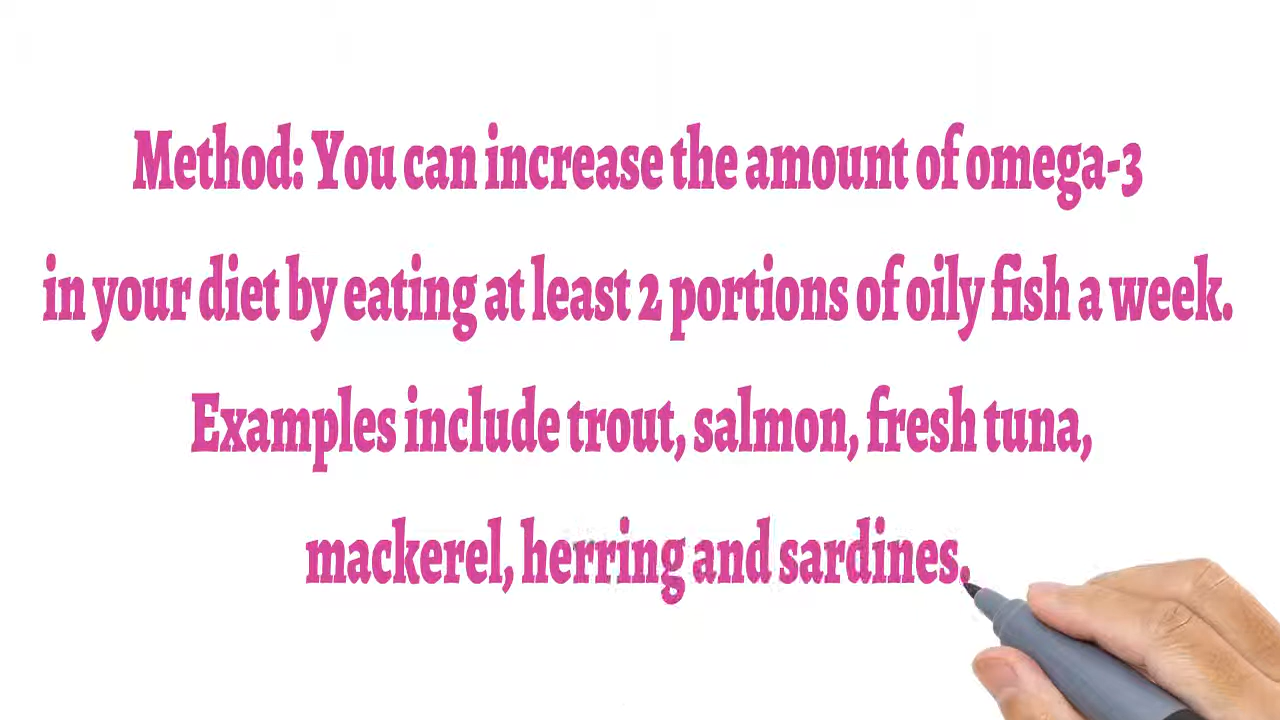 Method: You can increase the amount of omega-3
in your diet by eating at least 2 portions of oily fish a week.
Examples include trout, salmon, fresh tuna,
mackerel, herring and sardines.